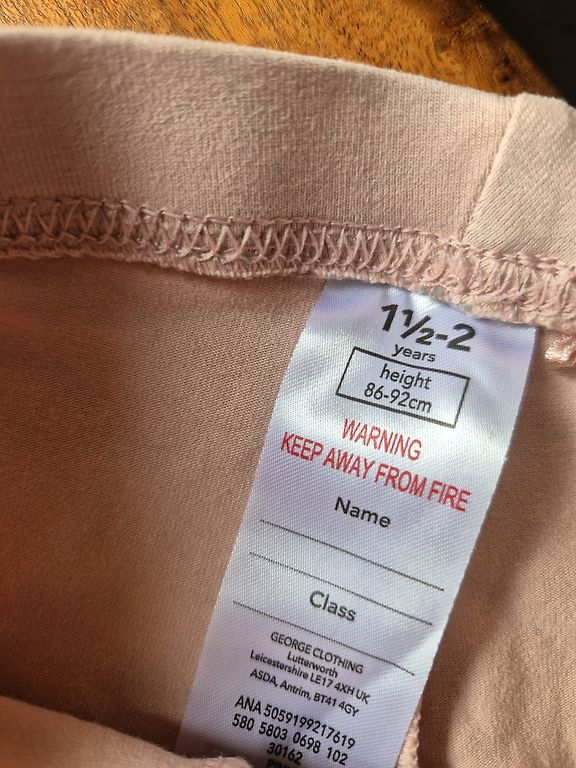 1½-2
years
height
86-92cm
WARNING
KEEP AWAY FROM FIRE
Name
Class
GEORGE CLOTHING
Lutterworth
Leicestershire LE17 4XH UK
ASDA, Antrim, BT41 4GY
ANA 5059199217619
580 5803 0698 102
30162